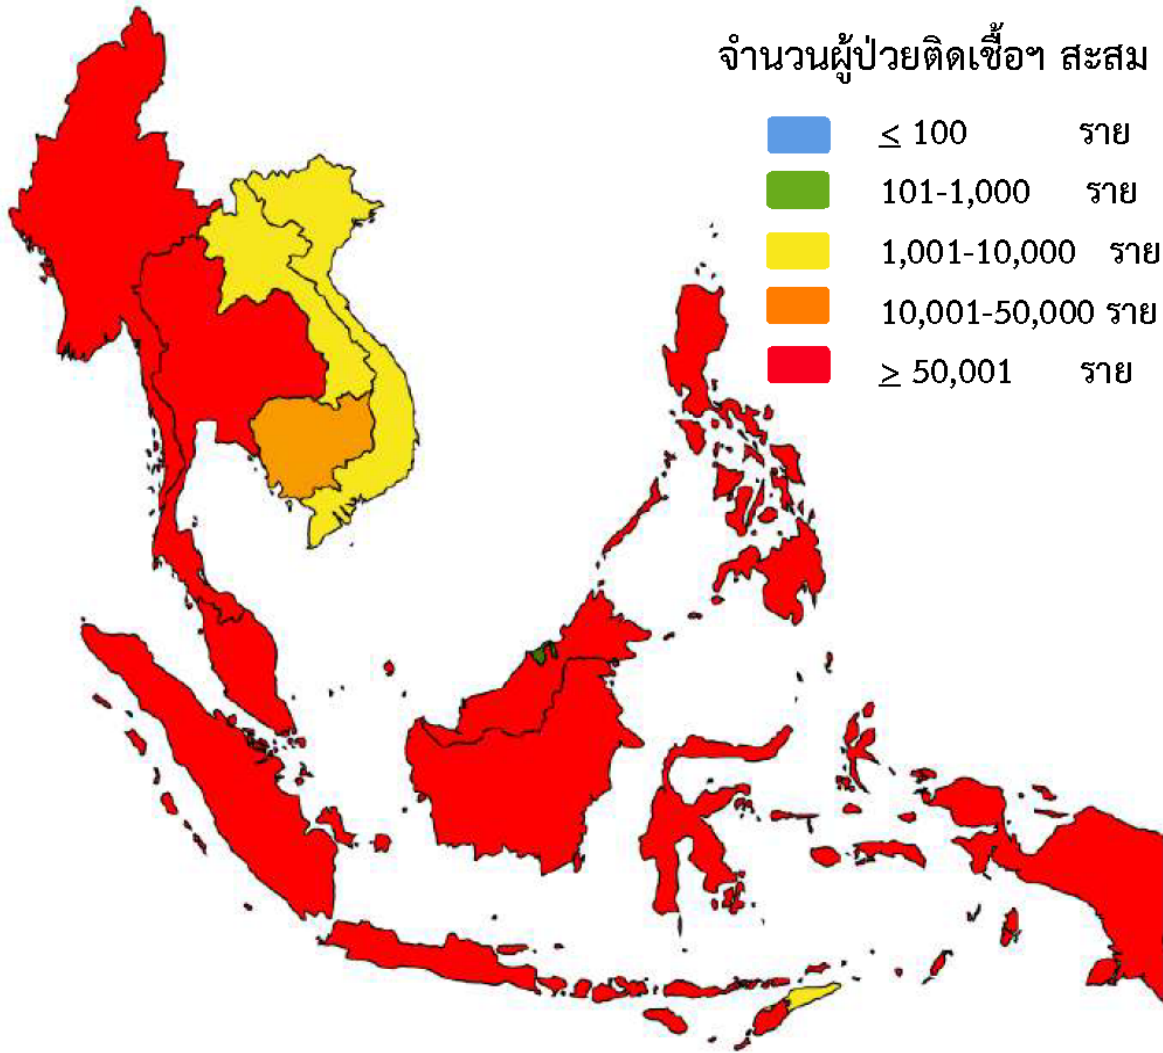 จำนวนผู้ป่วยติดเชื้อฯ สะสม
≤ 100 ราย
101-1,000 ราย
1,001-10,000 ราย
10,001-50,000 ราย
≥ 50,001 ราย